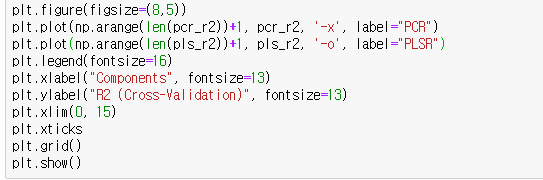 plt.figure(figsize=(8,5))
plt.plot(np.arange(len(pcr_r2))+1, pcr_r2, '-x', label="PCR")
plt.plot(np.arange(len(pls_r2))+1, pls_r2, '-o', label="PLSR")
plt.legend(fontsize=16)
plt.xlabel("Components", fontsize=13)
plt.ylabel("R2 (Cross-Validation)", fontsize=13)
plt.xlim(0, 15)
plt.xticks
plt.grid()
plt.show()